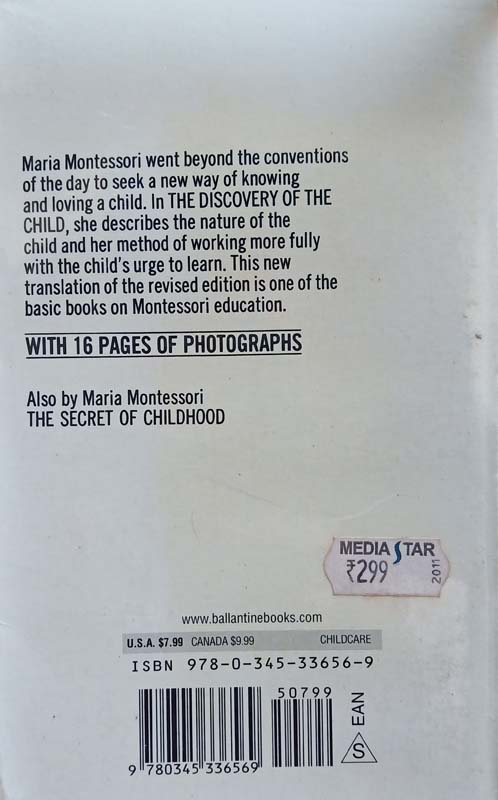 Maria Montessori went beyond the conventions
of the day to seek a new way of knowing
and loving a child. In THE DISCOVERY OF THE
CHILD, she describes the nature of the
child and her method of working more fully
with the child's urge to learn. This new
translation of the revised edition is one of the
basic books on Montessori education.
WITH 16 PAGES OF PHOTOGRAPHS
Also by Maria Montessori
THE SECRET OF CHILDHOOD
MEDIA STAR
₹299
2011
www.ballantinebooks.com
U.S.A. $7.99 CANADA $9.99 CHILDCARE
ISBN 978-0-345-33656-9
50799
EAN
S
9 780345 336569